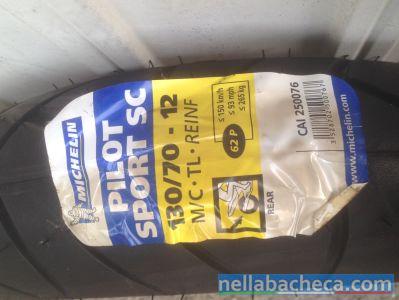 MICHELIN
PILOT
SPORT SC
130/70 - 12
M/C · TL · REINF
≤ 150 km/h
≤ 93 mph
≤ 265 kg
62 P
REAR
CAI 250076
www.michelin.com
nellabacheca.com